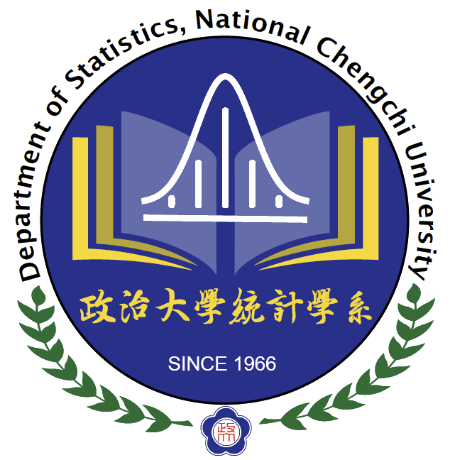 Department of Statistics, National Chengchi University
政治大學統計學系
SINCE 1966